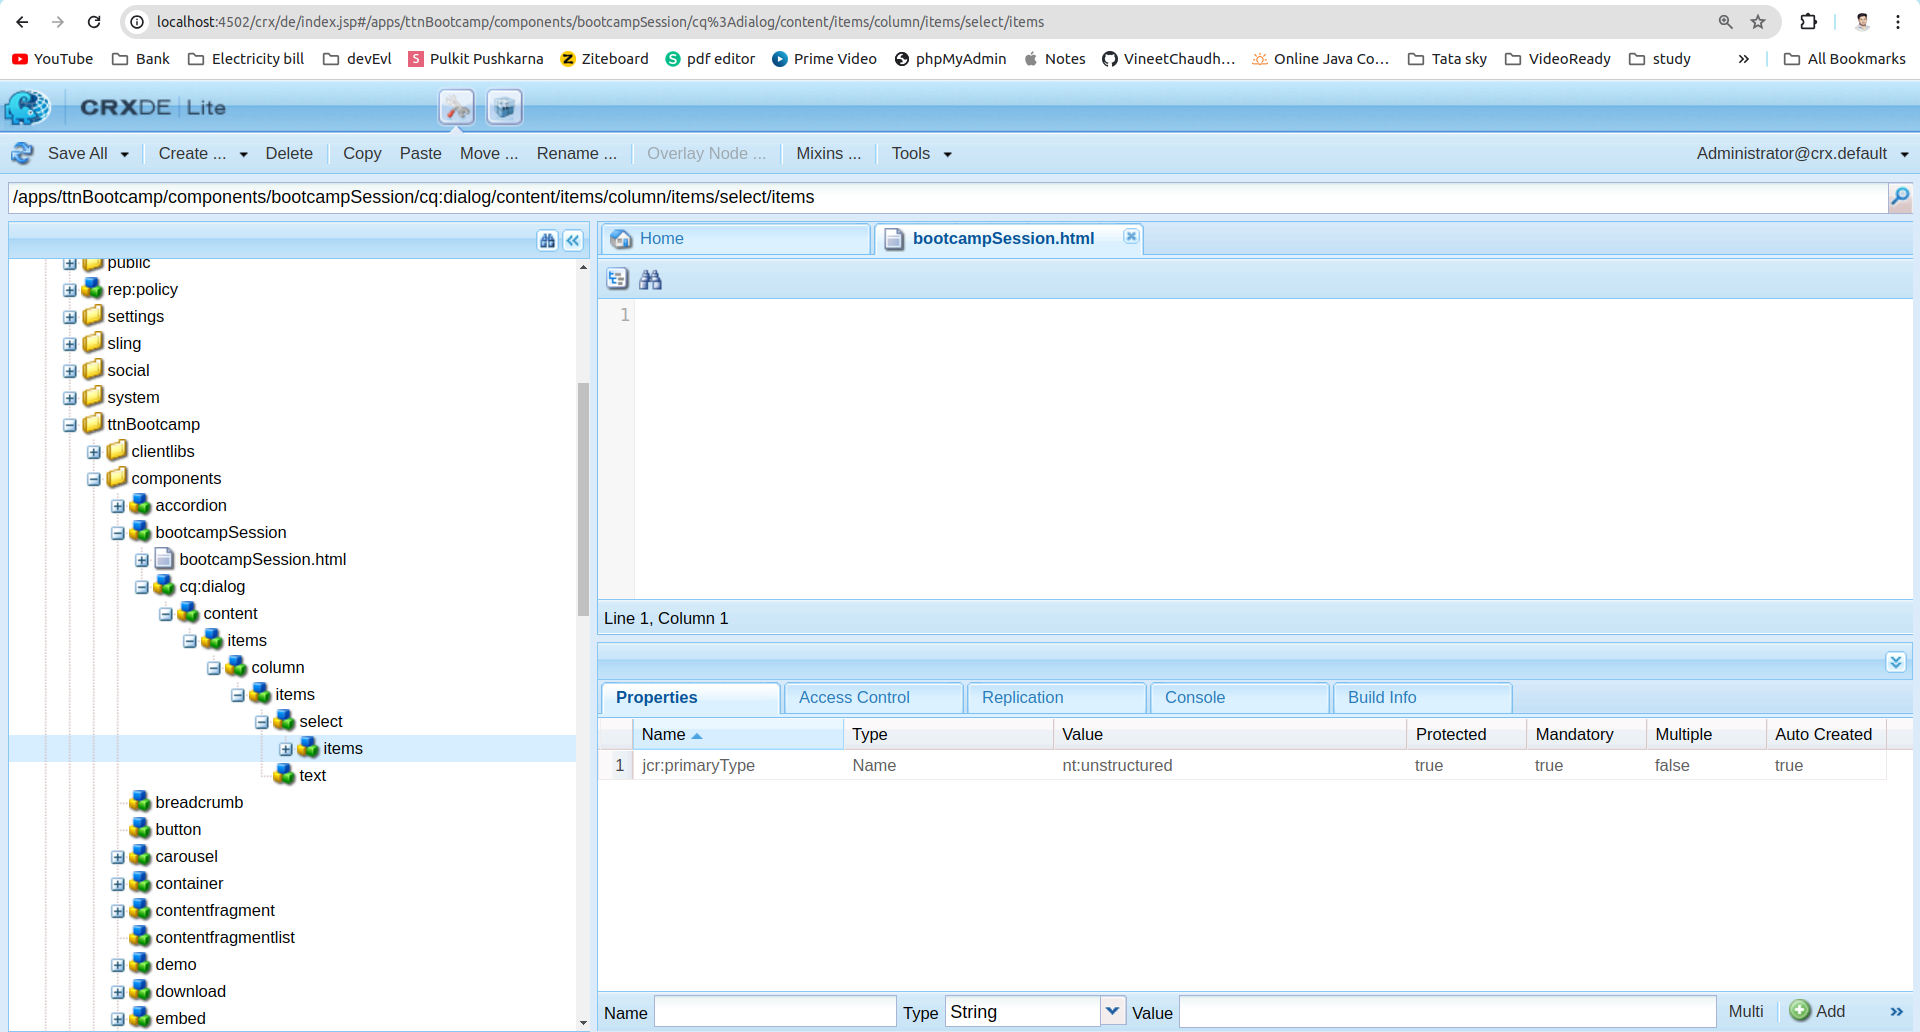 localhost:4502/crx/de/index.jsp#/apps/ttnBootcamp/components/bootcampSession/cq%3Adialog/content/items/column/items/select/items
YouTube Bank Electricity bill devEvl Pulkit Pushkarna Ziteboard pdf editor Prime Video phpMyAdmin Notes VineetChaudh... Online Java Co... Tata sky VideoReady study » All Bookmarks
CRXDE Lite
Save All Create ... Delete Copy Paste Move ... Rename ... Overlay Node ... Mixins ... Tools Administrator@crx.default
/apps/ttnBootcamp/components/bootcampSession/cq:dialog/content/items/column/items/select/items
public
rep:policy
settings
sling
social
system
ttnBootcamp
clientlibs
components
accordion
bootcampSession
bootcampSession.html
cq:dialog
content
items
column
items
select
items
text
breadcrumb
button
carousel
container
contentfragment
contentfragmentlist
demo
download
embed
Home bootcampSession.html
1
Line 1, Column 1
Properties Access Control Replication Console Build Info
Name Type Value Protected Mandatory Multiple Auto Created
1 jcr:primaryType Name nt:unstructured true true false true
Name Type String Value Multi Add »